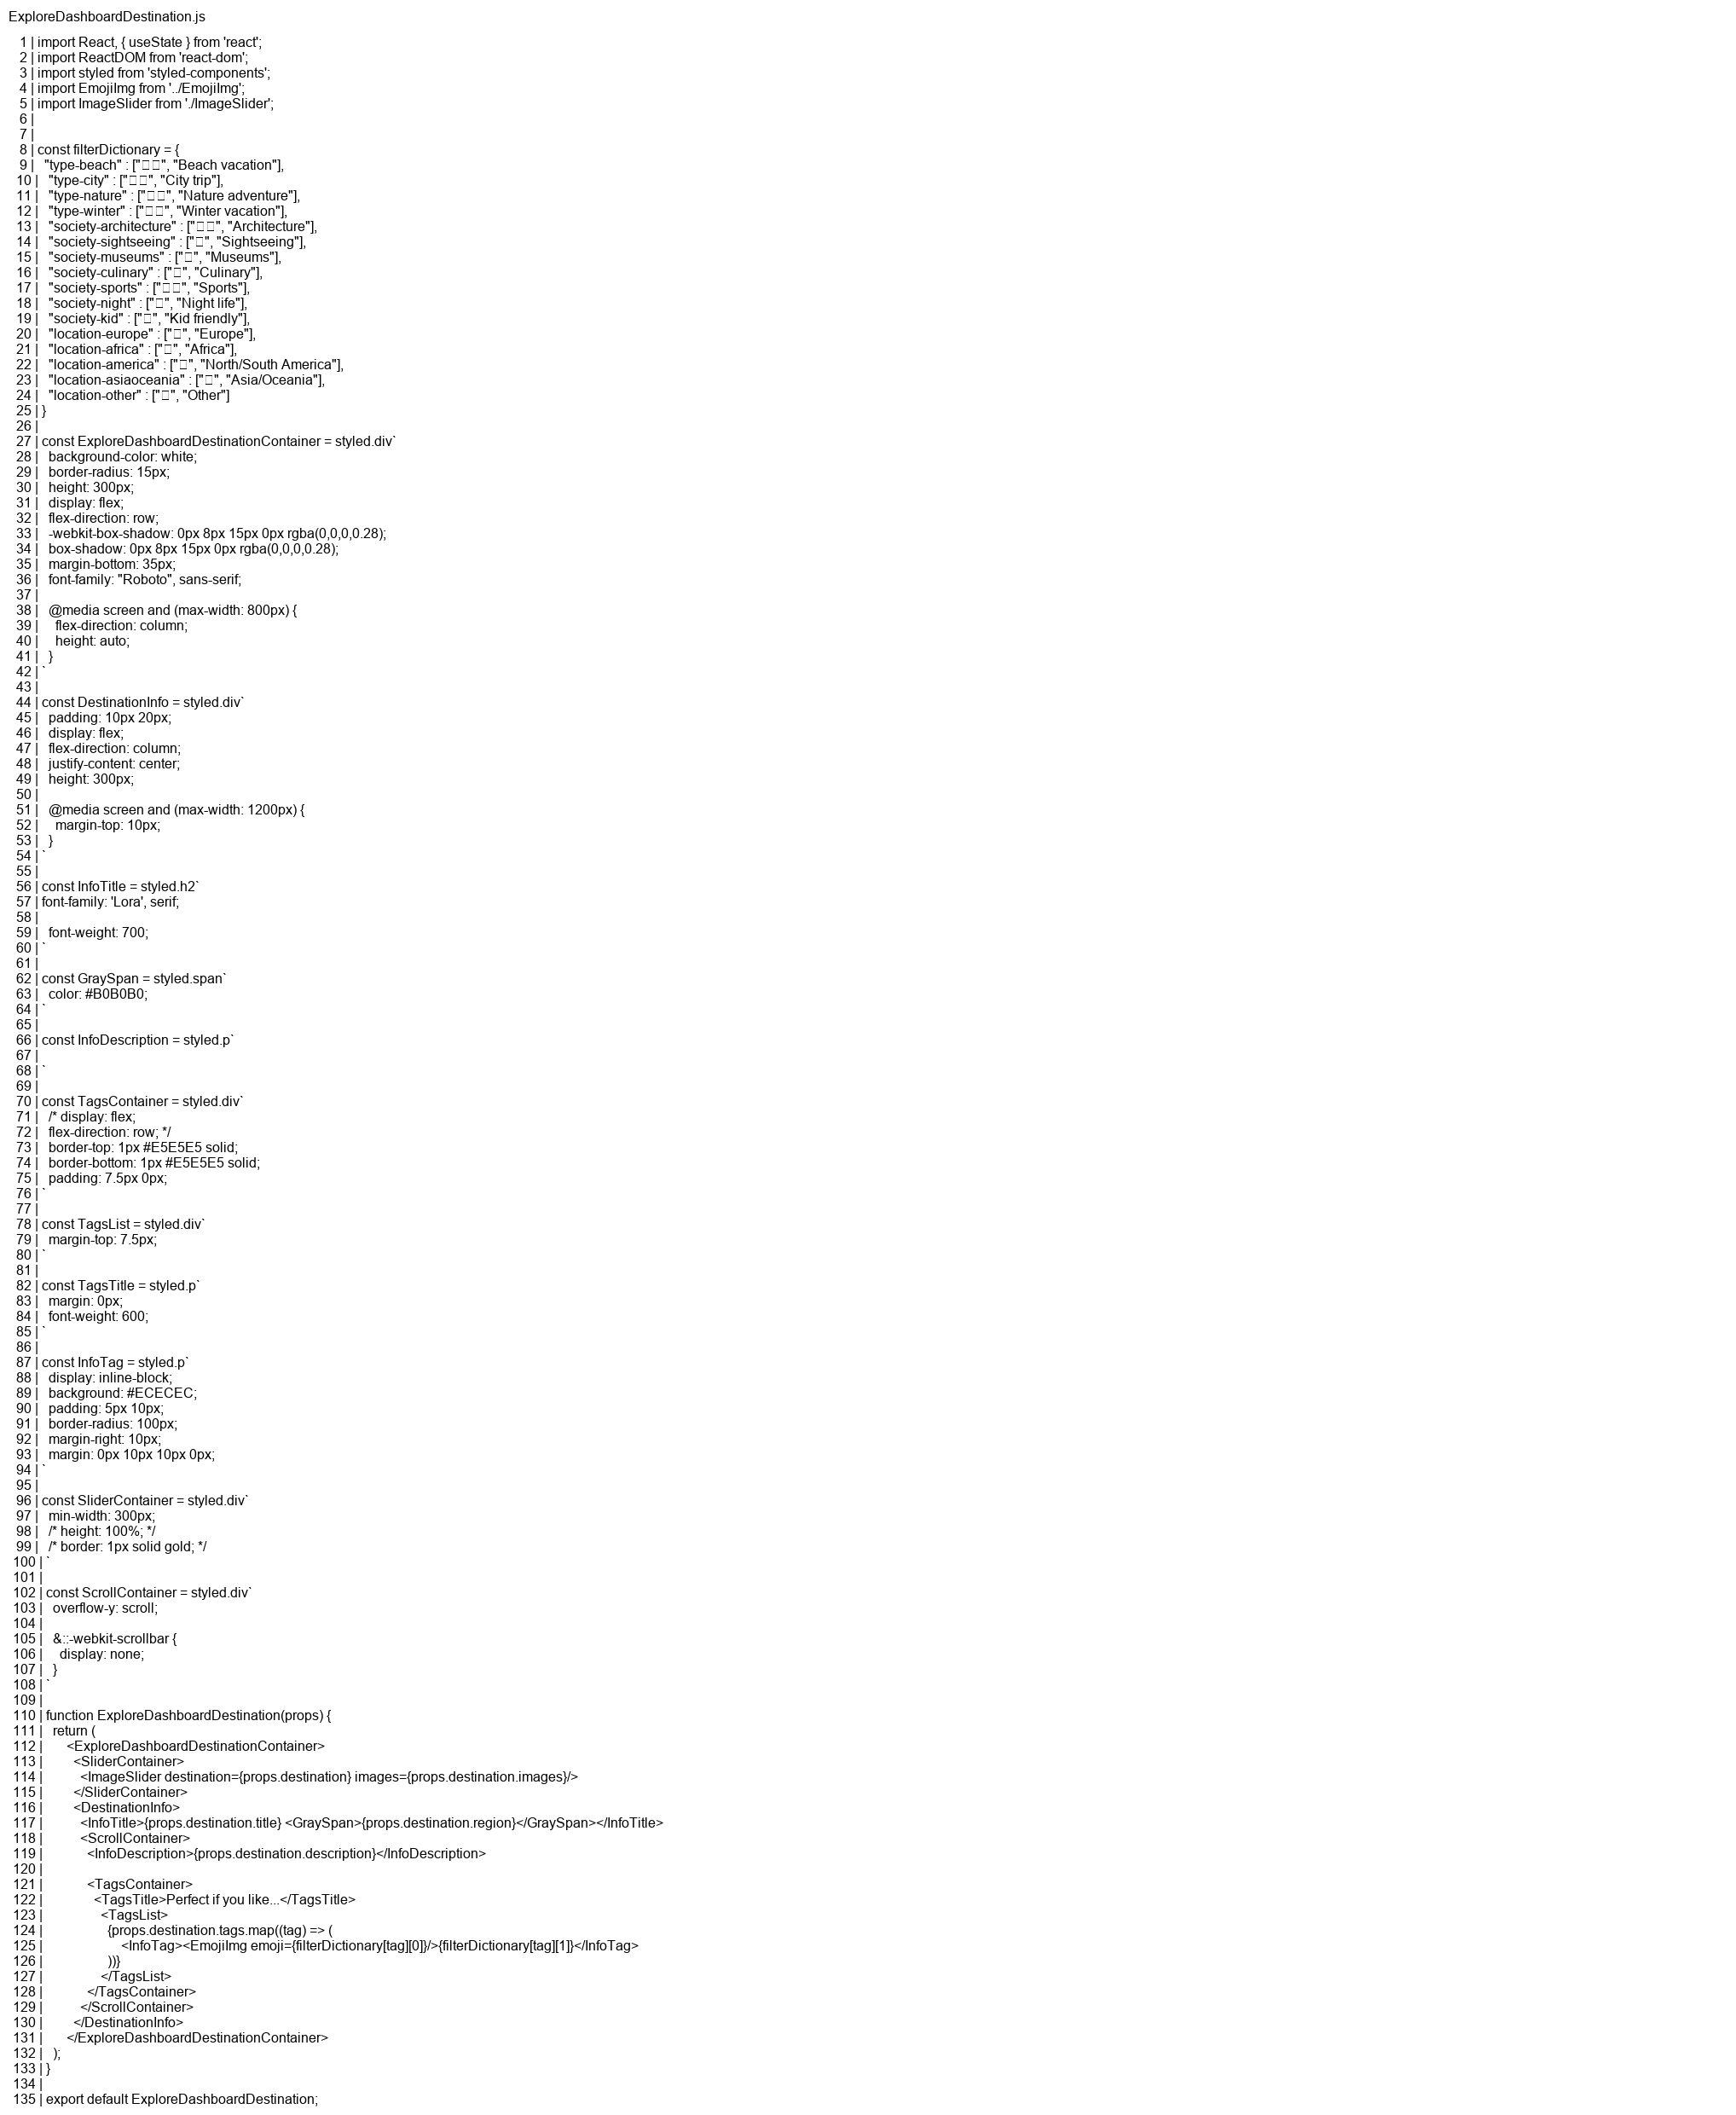 ExploreDashboardDestination.js
1 | import React, { useState } from 'react';
2 | import ReactDOM from 'react-dom';
3 | import styled from 'styled-components';
4 | import EmojiImg from '../EmojiImg';
5 | import ImageSlider from './ImageSlider';
6 |
7 |
8 | const filterDictionary = {
9 |   "type-beach" : ["▯▯", "Beach vacation"],
10 |   "type-city" : ["▯▯", "City trip"],
11 |   "type-nature" : ["▯▯", "Nature adventure"],
12 |   "type-winter" : ["▯▯", "Winter vacation"],
13 |   "society-architecture" : ["▯▯", "Architecture"],
14 |   "society-sightseeing" : ["▯", "Sightseeing"],
15 |   "society-museums" : ["▯", "Museums"],
16 |   "society-culinary" : ["▯", "Culinary"],
17 |   "society-sports" : ["▯▯", "Sports"],
18 |   "society-night" : ["▯", "Night life"],
19 |   "society-kid" : ["▯", "Kid friendly"],
20 |   "location-europe" : ["▯", "Europe"],
21 |   "location-africa" : ["▯", "Africa"],
22 |   "location-america" : ["▯", "North/South America"],
23 |   "location-asiaoceania" : ["▯", "Asia/Oceania"],
24 |   "location-other" : ["▯", "Other"]
25 | }
26 |
27 | const ExploreDashboardDestinationContainer = styled.div`
28 |   background-color: white;
29 |   border-radius: 15px;
30 |   height: 300px;
31 |   display: flex;
32 |   flex-direction: row;
33 |   -webkit-box-shadow: 0px 8px 15px 0px rgba(0,0,0,0.28);
34 |   box-shadow: 0px 8px 15px 0px rgba(0,0,0,0.28);
35 |   margin-bottom: 35px;
36 |   font-family: "Roboto", sans-serif;
37 |
38 |   @media screen and (max-width: 800px) {
39 |     flex-direction: column;
40 |     height: auto;
41 |   }
42 | `
43 |
44 | const DestinationInfo = styled.div`
45 |   padding: 10px 20px;
46 |   display: flex;
47 |   flex-direction: column;
48 |   justify-content: center;
49 |   height: 300px;
50 |
51 |   @media screen and (max-width: 1200px) {
52 |     margin-top: 10px;
53 |   }
54 | `
55 |
56 | const InfoTitle = styled.h2`
57 | font-family: 'Lora', serif;
58 |
59 |   font-weight: 700;
60 | `
61 |
62 | const GraySpan = styled.span`
63 |   color: #B0B0B0;
64 | `
65 |
66 | const InfoDescription = styled.p`
67 |
68 | `
69 |
70 | const TagsContainer = styled.div`
71 |   /* display: flex;
72 |   flex-direction: row; */
73 |   border-top: 1px #E5E5E5 solid;
74 |   border-bottom: 1px #E5E5E5 solid;
75 |   padding: 7.5px 0px;
76 | `
77 |
78 | const TagsList = styled.div`
79 |   margin-top: 7.5px;
80 | `
81 |
82 | const TagsTitle = styled.p`
83 |   margin: 0px;
84 |   font-weight: 600;
85 | `
86 |
87 | const InfoTag = styled.p`
88 |   display: inline-block;
89 |   background: #ECECEC;
90 |   padding: 5px 10px;
91 |   border-radius: 100px;
92 |   margin-right: 10px;
93 |   margin: 0px 10px 10px 0px;
94 | `
95 |
96 | const SliderContainer = styled.div`
97 |   min-width: 300px;
98 |   /* height: 100%; */
99 |   /* border: 1px solid gold; */
100 | `
101 |
102 | const ScrollContainer = styled.div`
103 |   overflow-y: scroll;
104 |
105 |   &::-webkit-scrollbar {
106 |     display: none;
107 |   }
108 | `
109 |
110 | function ExploreDashboardDestination(props) {
111 |   return (
112 |       <ExploreDashboardDestinationContainer>
113 |         <SliderContainer>
114 |           <ImageSlider destination={props.destination} images={props.destination.images}/>
115 |         </SliderContainer>
116 |         <DestinationInfo>
117 |           <InfoTitle>{props.destination.title} <GraySpan>{props.destination.region}</GraySpan></InfoTitle>
118 |           <ScrollContainer>
119 |             <InfoDescription>{props.destination.description}</InfoDescription>
120 |
121 |             <TagsContainer>
122 |               <TagsTitle>Perfect if you like...</TagsTitle>
123 |                 <TagsList>
124 |                   {props.destination.tags.map((tag) => (
125 |                       <InfoTag><EmojiImg emoji={filterDictionary[tag][0]}/>{filterDictionary[tag][1]}</InfoTag>
126 |                   ))}
127 |                 </TagsList>
128 |             </TagsContainer>
129 |           </ScrollContainer>
130 |         </DestinationInfo>
131 |       </ExploreDashboardDestinationContainer>
132 |   );
133 | }
134 |
135 | export default ExploreDashboardDestination;